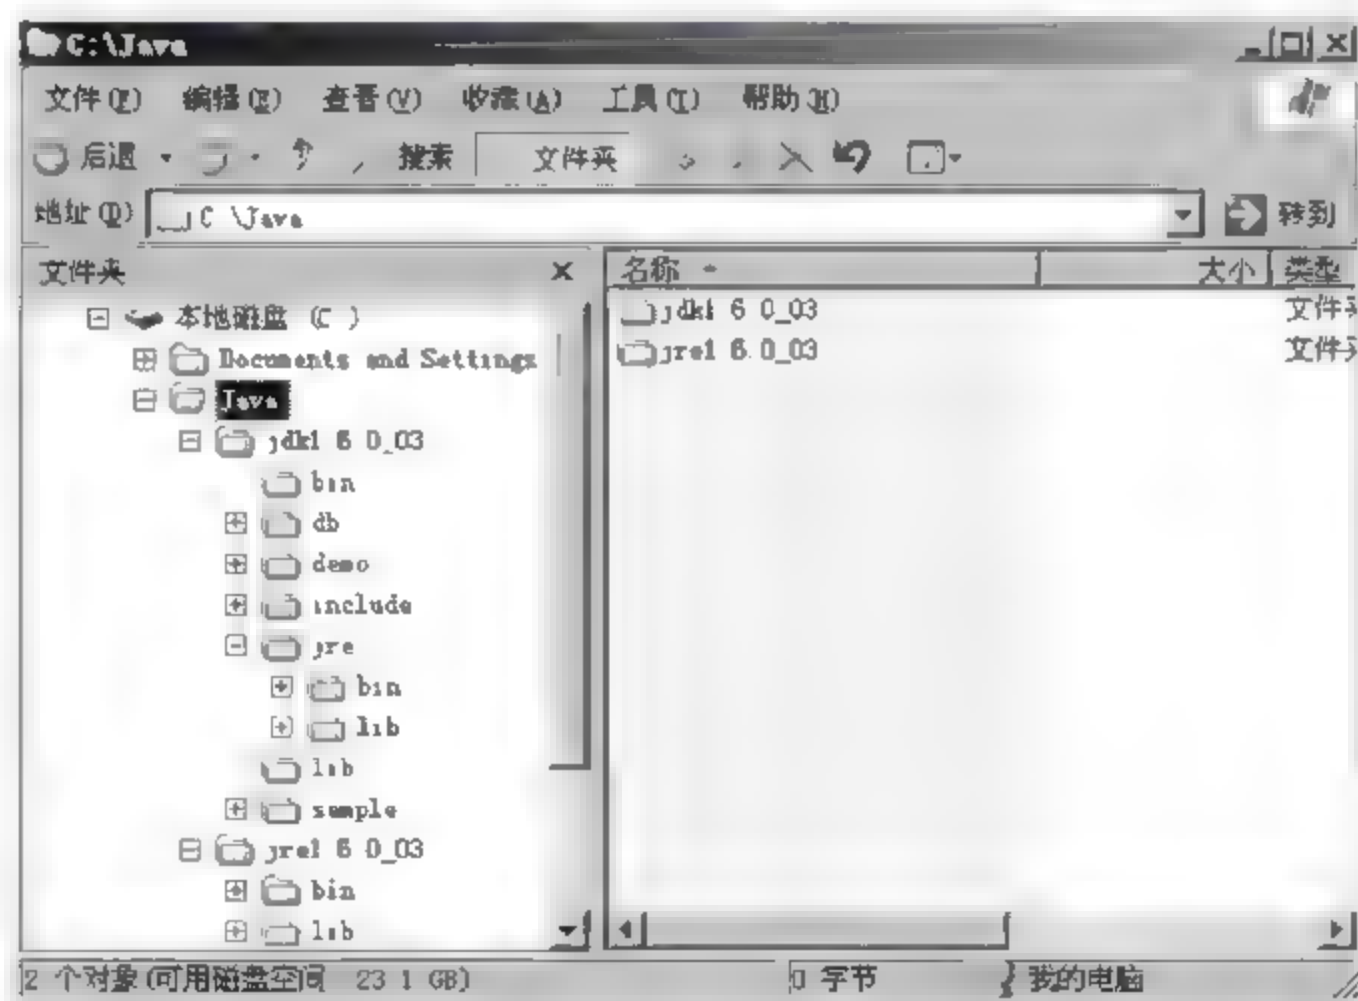 C:\Java
文件(F) 编辑(E) 查看(V) 收藏(A) 工具(T) 帮助(H)
后退 搜索 文件夹
地址(D) C \Java 转到
文件夹 名称 大小 类型
本地磁盘 (C )
Documents and Settings
Java
jdk1 6 0_03
bin
db
demo
include
jre
bin
lib
lib
sample
jre1 6 0_03
bin
lib
jdk1 6 0_03 文件夹
jre1 6.0_03 文件夹
2 个对象(可用磁盘空间 23 1 GB) 0 字节 我的电脑